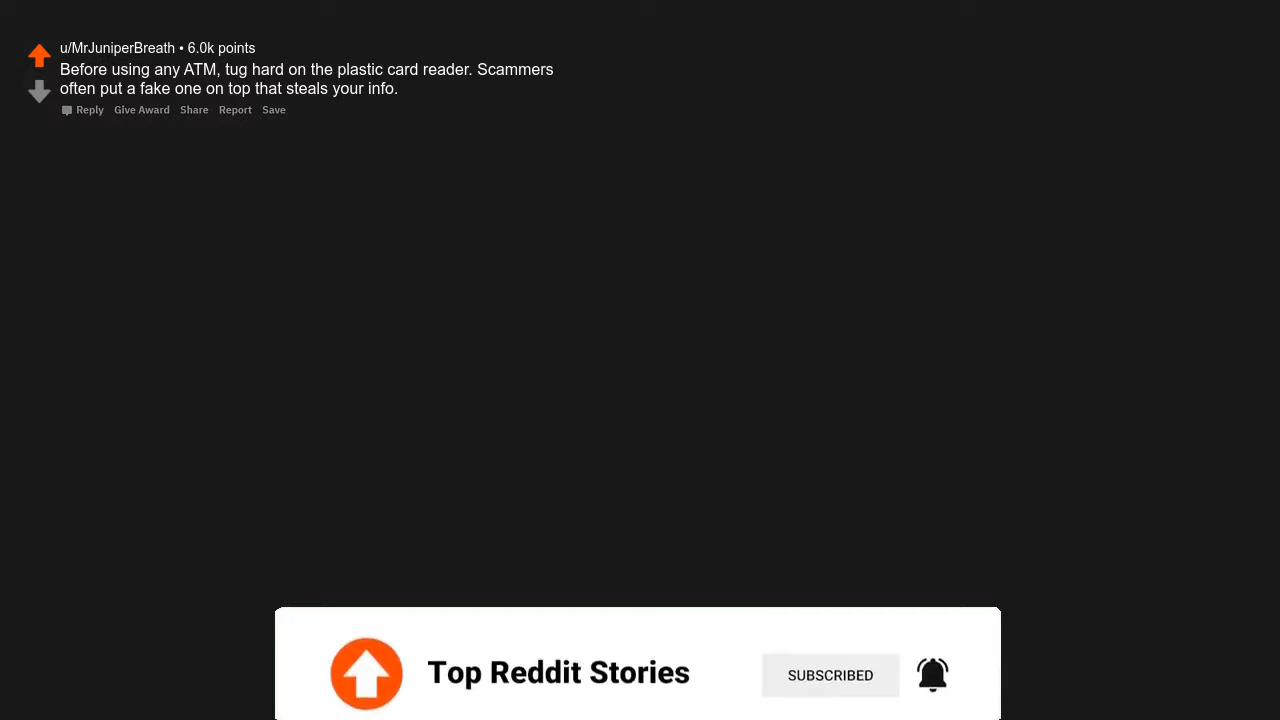 u/MrJuniperBreath • 6.0k points
Before using any ATM, tug hard on the plastic card reader. Scammers
often put a fake one on top that steals your info.
Reply Give Award Share Report Save
Top Reddit Stories
SUBSCRIBED